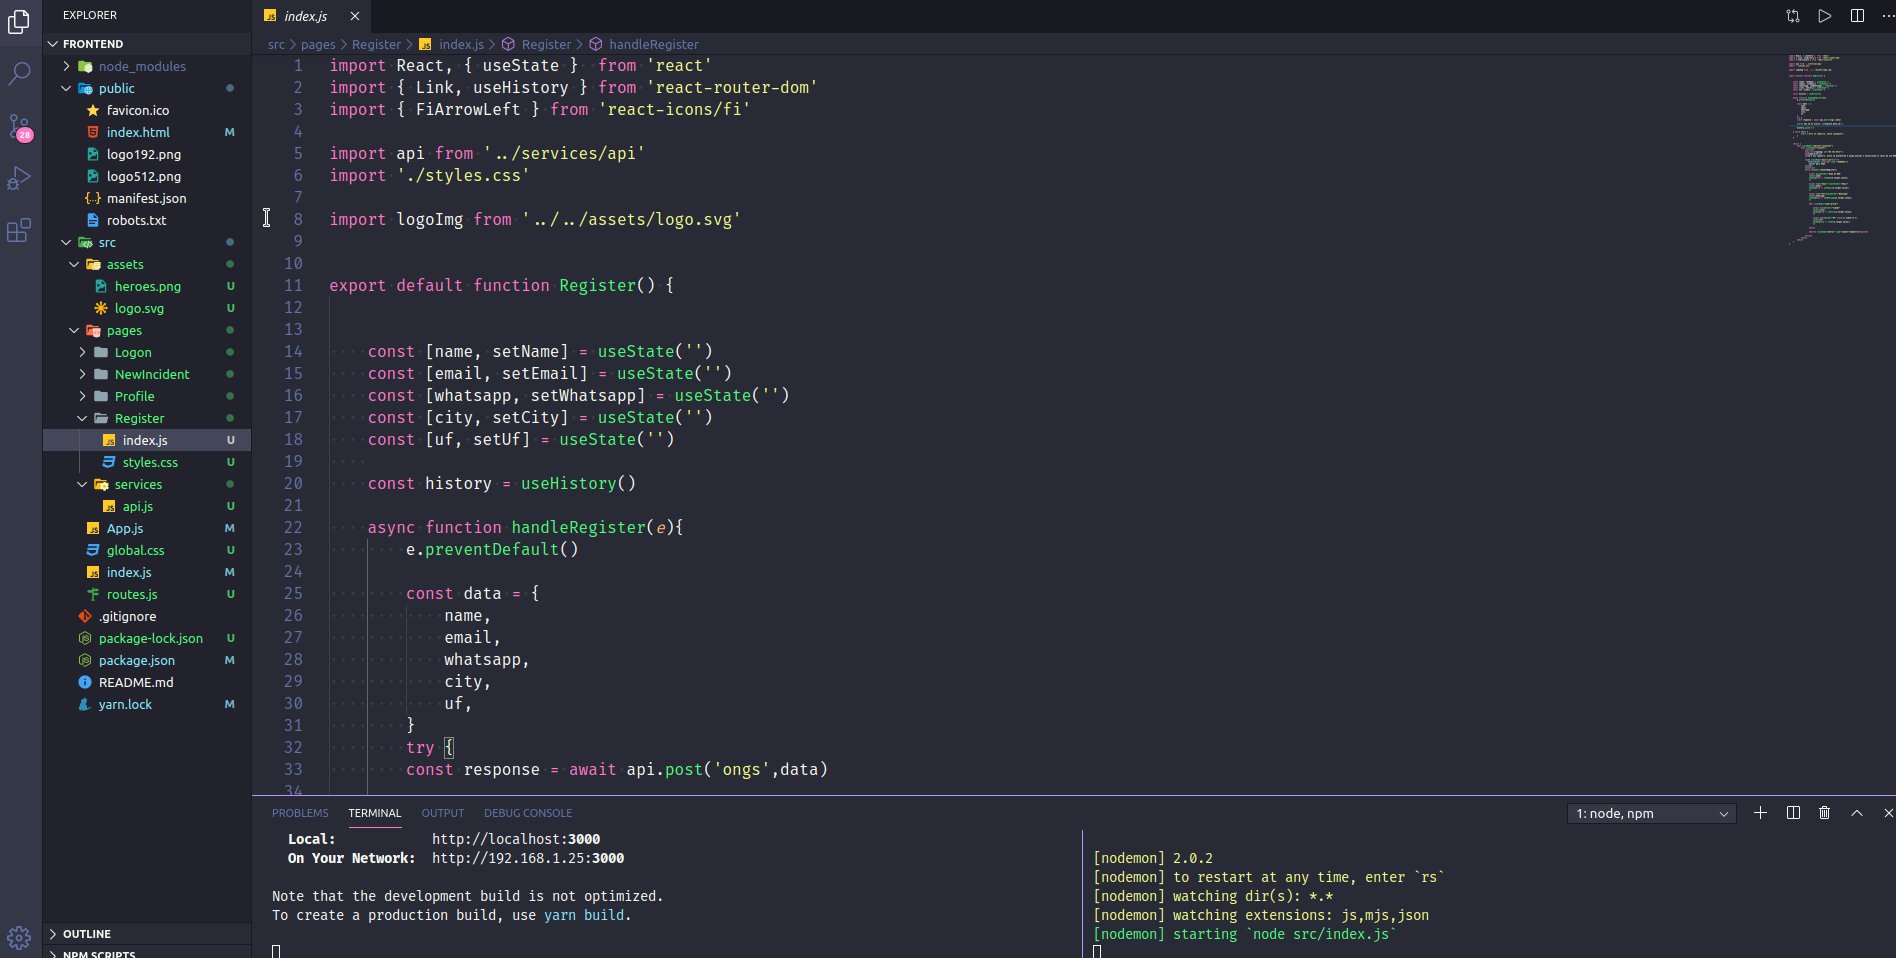 EXPLORER
FRONTEND
node_modules
public
favicon.ico
index.html M
logo192.png
logo512.png
manifest.json
robots.txt
src
assets
heroes.png U
logo.svg U
pages
Logon
NewIncident
Profile
Register
index.js U
styles.css U
services
api.js U
App.js M
global.css U
index.js M
routes.js U
.gitignore
package-lock.json U
package.json M
README.md
yarn.lock M
OUTLINE
NPM SCRIPTS
28
JS index.js
src > pages > Register > JS index.js > Register > handleRegister
1 import React, { useState }  from 'react'
2 import { Link, useHistory } from 'react-router-dom'
3 import { FiArrowLeft } from 'react-icons/fi'
4
5 import api from '../services/api'
6 import './styles.css'
7
8 import logoImg from '../../assets/logo.svg'
9
10
11 export default function Register() {
12
13
14     const [name, setName] = useState('')
15     const [email, setEmail] = useState('')
16     const [whatsapp, setWhatsapp] = useState('')
17     const [city, setCity] = useState('')
18     const [uf, setUf] = useState('')
19
20     const history = useHistory()
21
22     async function handleRegister(e){
23         e.preventDefault()
24
25         const data = {
26             name,
27             email,
28             whatsapp,
29             city,
30             uf,
31         }
32         try {
33         const response = await api.post('ongs',data)
34
PROBLEMS TERMINAL OUTPUT DEBUG CONSOLE
1: node, npm
Local: http://localhost:3000
On Your Network: http://192.168.1.25:3000
Note that the development build is not optimized.
To create a production build, use yarn build.
[nodemon] 2.0.2
[nodemon] to restart at any time, enter `rs`
[nodemon] watching dir(s): *.*
[nodemon] watching extensions: js,mjs,json
[nodemon] starting `node src/index.js`